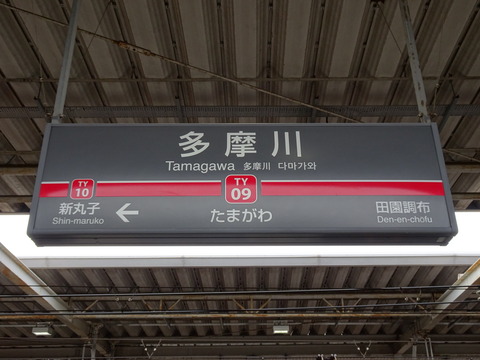 多摩川
Tamagawa 多摩川 다마가와
TY
10
TY
09
新丸子
Shin-maruko
←
たまがわ
田園調布
Den-en-chōfu